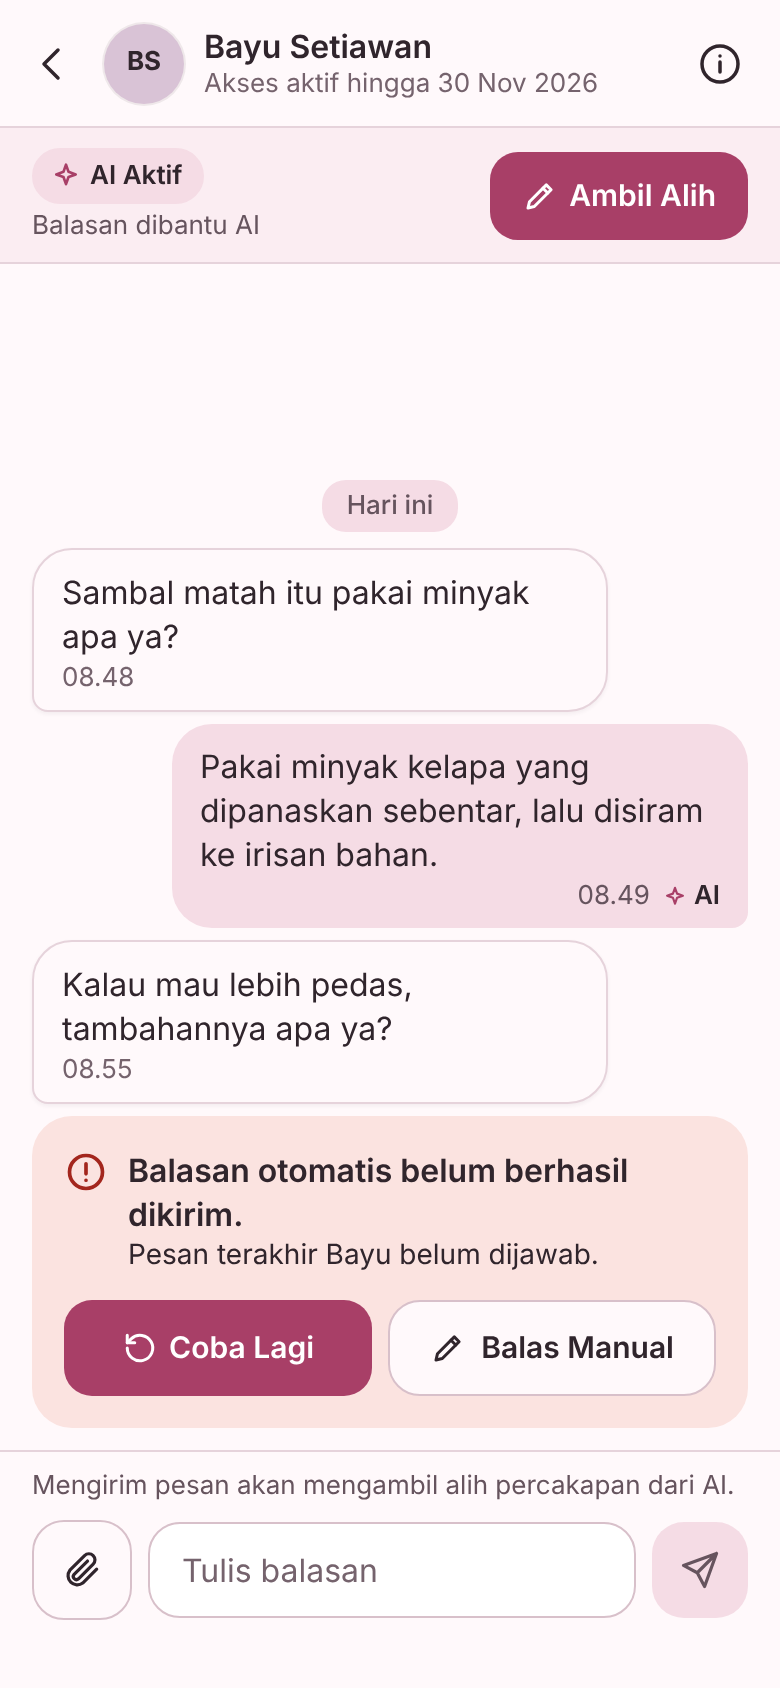 BS
Bayu Setiawan
Akses aktif hingga 30 Nov 2026
AI Aktif
Balasan dibantu AI
Ambil Alih
Hari ini
Sambal matah itu pakai minyak
apa ya?
08.48
Pakai minyak kelapa yang
dipanaskan sebentar, lalu disiram
ke irisan bahan.
08.49 AI
Kalau mau lebih pedas,
tambahannya apa ya?
08.55
Balasan otomatis belum berhasil
dikirim.
Pesan terakhir Bayu belum dijawab.
Coba Lagi
Balas Manual
Mengirim pesan akan mengambil alih percakapan dari AI.
Tulis balasan